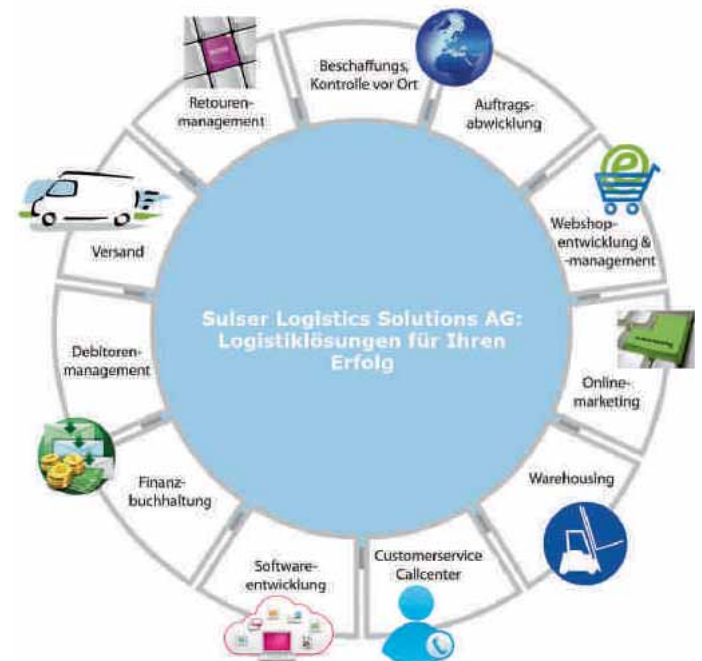 Beschaffungs,
Kontrolle vor Ort
Auftrags-
abwicklung
Webshop-
entwicklung &
-management
Online-
marketing
Warehousing
Customerservice
Callcenter
Software-
entwicklung
Finanz-
buchhaltung
Debitoren-
management
Versand
Retouren-
management
Sulser Logistics Solutions AG:
Logistiklösungen für Ihren
Erfolg